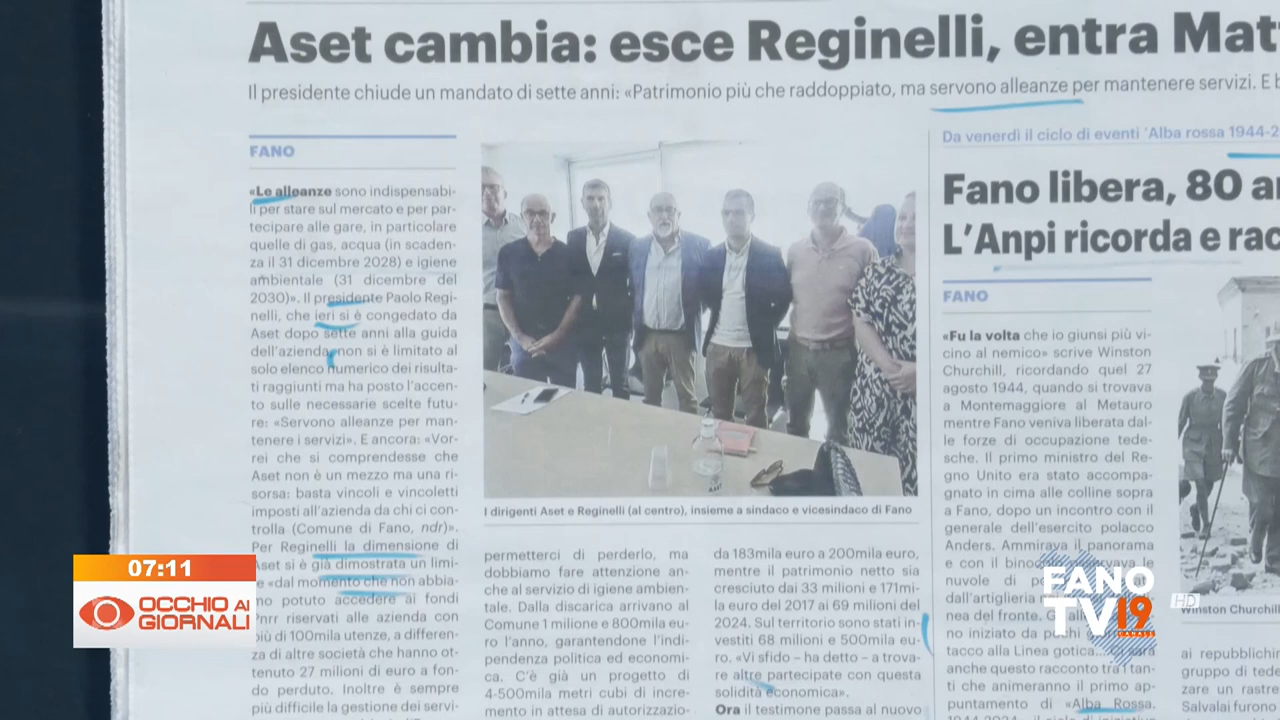 Aset cambia: esce Reginelli, entra
Il presidente chiude un mandato di sette anni: «Patrimonio più che raddoppiato, ma servono alleanze per mantenere servizi. E
FANO
«Le alleanze sono indispensabi-
li per stare sul mercato e per par-
tecipare alle gare, in particolare
quelle di gas, acqua (in scaden-
za il 31 dicembre 2028) e igiene
ambientale (31 dicembre del
2030)». Il presidente Paolo Regi-
nelli, che ieri si è congedato da
Aset dopo sette anni alla guida
dell'azienda, non si è limitato al
solo elenco numerico dei risulta-
ti raggiunti ma ha posto l'accen-
to sulle necessarie scelte futu-
re: «Servono alleanze per man-
tenere i servizi». E ancora: «Vor-
rei che si comprendesse che
Aset non è un mezzo ma una ri-
sorsa: basta vincoli e vincoletti
imposti all'azienda da chi ci con-
trolla (Comune di Fano, ndr)».
Per Reginelli la dimensione di
Aset si è già dimostrata un limi-
e «dal momento che non abbia-
no potuto accedere ai fondi
nrr riservati alle azienda con
più di 100mila utenze, a differen-
za di altre società che hanno ot-
tenuto 27 milioni di euro a fon-
do perduto. Inoltre è sempre
più difficile la gestione dei servi-
I dirigenti Aset e Reginelli (al centro), insieme a sindaco e vicesindaco di Fano
permetterci di perderlo, ma
dobbiamo fare attenzione an-
che al servizio di igiene ambien-
tale. Dalla discarica arrivano al
Comune 1 milione e 800mila eu-
ro l'anno, garantendone l'indi-
pendenza politica ed economi-
ca. C'è già un progetto di
4-500mila metri cubi di incre-
mento in attesa di autorizzazio-
da 183mila euro a 200mila euro,
mentre il patrimonio netto sia
cresciuto dai 33 milioni e 171mi-
la euro del 2017 ai 69 milioni del
2024. Sul territorio sono stati in-
vestiti 68 milioni e 500mila eu-
ro. «Vi sfido – ha detto – a trova-
re altre partecipate con questa
solidità economica».
Ora il testimone passa al nuovo
Da venerdì il ciclo di eventi 'Alba rossa 1944-2
Fano libera, 80
L'Anpi ricorda e
FANO
«Fu la volta che io giunsi più vi-
cino al nemico» scrive Winston
Churchill, ricordando quel 27
agosto 1944, quando si trovava
a Montemaggiore al Metauro
mentre Fano veniva liberata dal-
le forze di occupazione tede-
sche. Il primo ministro del Re-
gno Unito era stato accompa-
gnato in cima alle colline sopra
a Fano, dopo un incontro con il
generale dell'esercito polacco
Anders. Ammirava il panorama
e con il
nuvole di
dall'artiglieria
nea del fronte.
no iniziato da pochi
tacco alla Linea gotica...
anche questo racconto tra i tan-
ti che animeranno il primo ap-
puntamento di «Alba Rossa.
Winston Churchill
ai repubblichin
gruppo di tede
zare un rastre
Salvalai furono
07:11
OCCHIO AI
GIORNALI
FANO
TV19
CANALE
HD